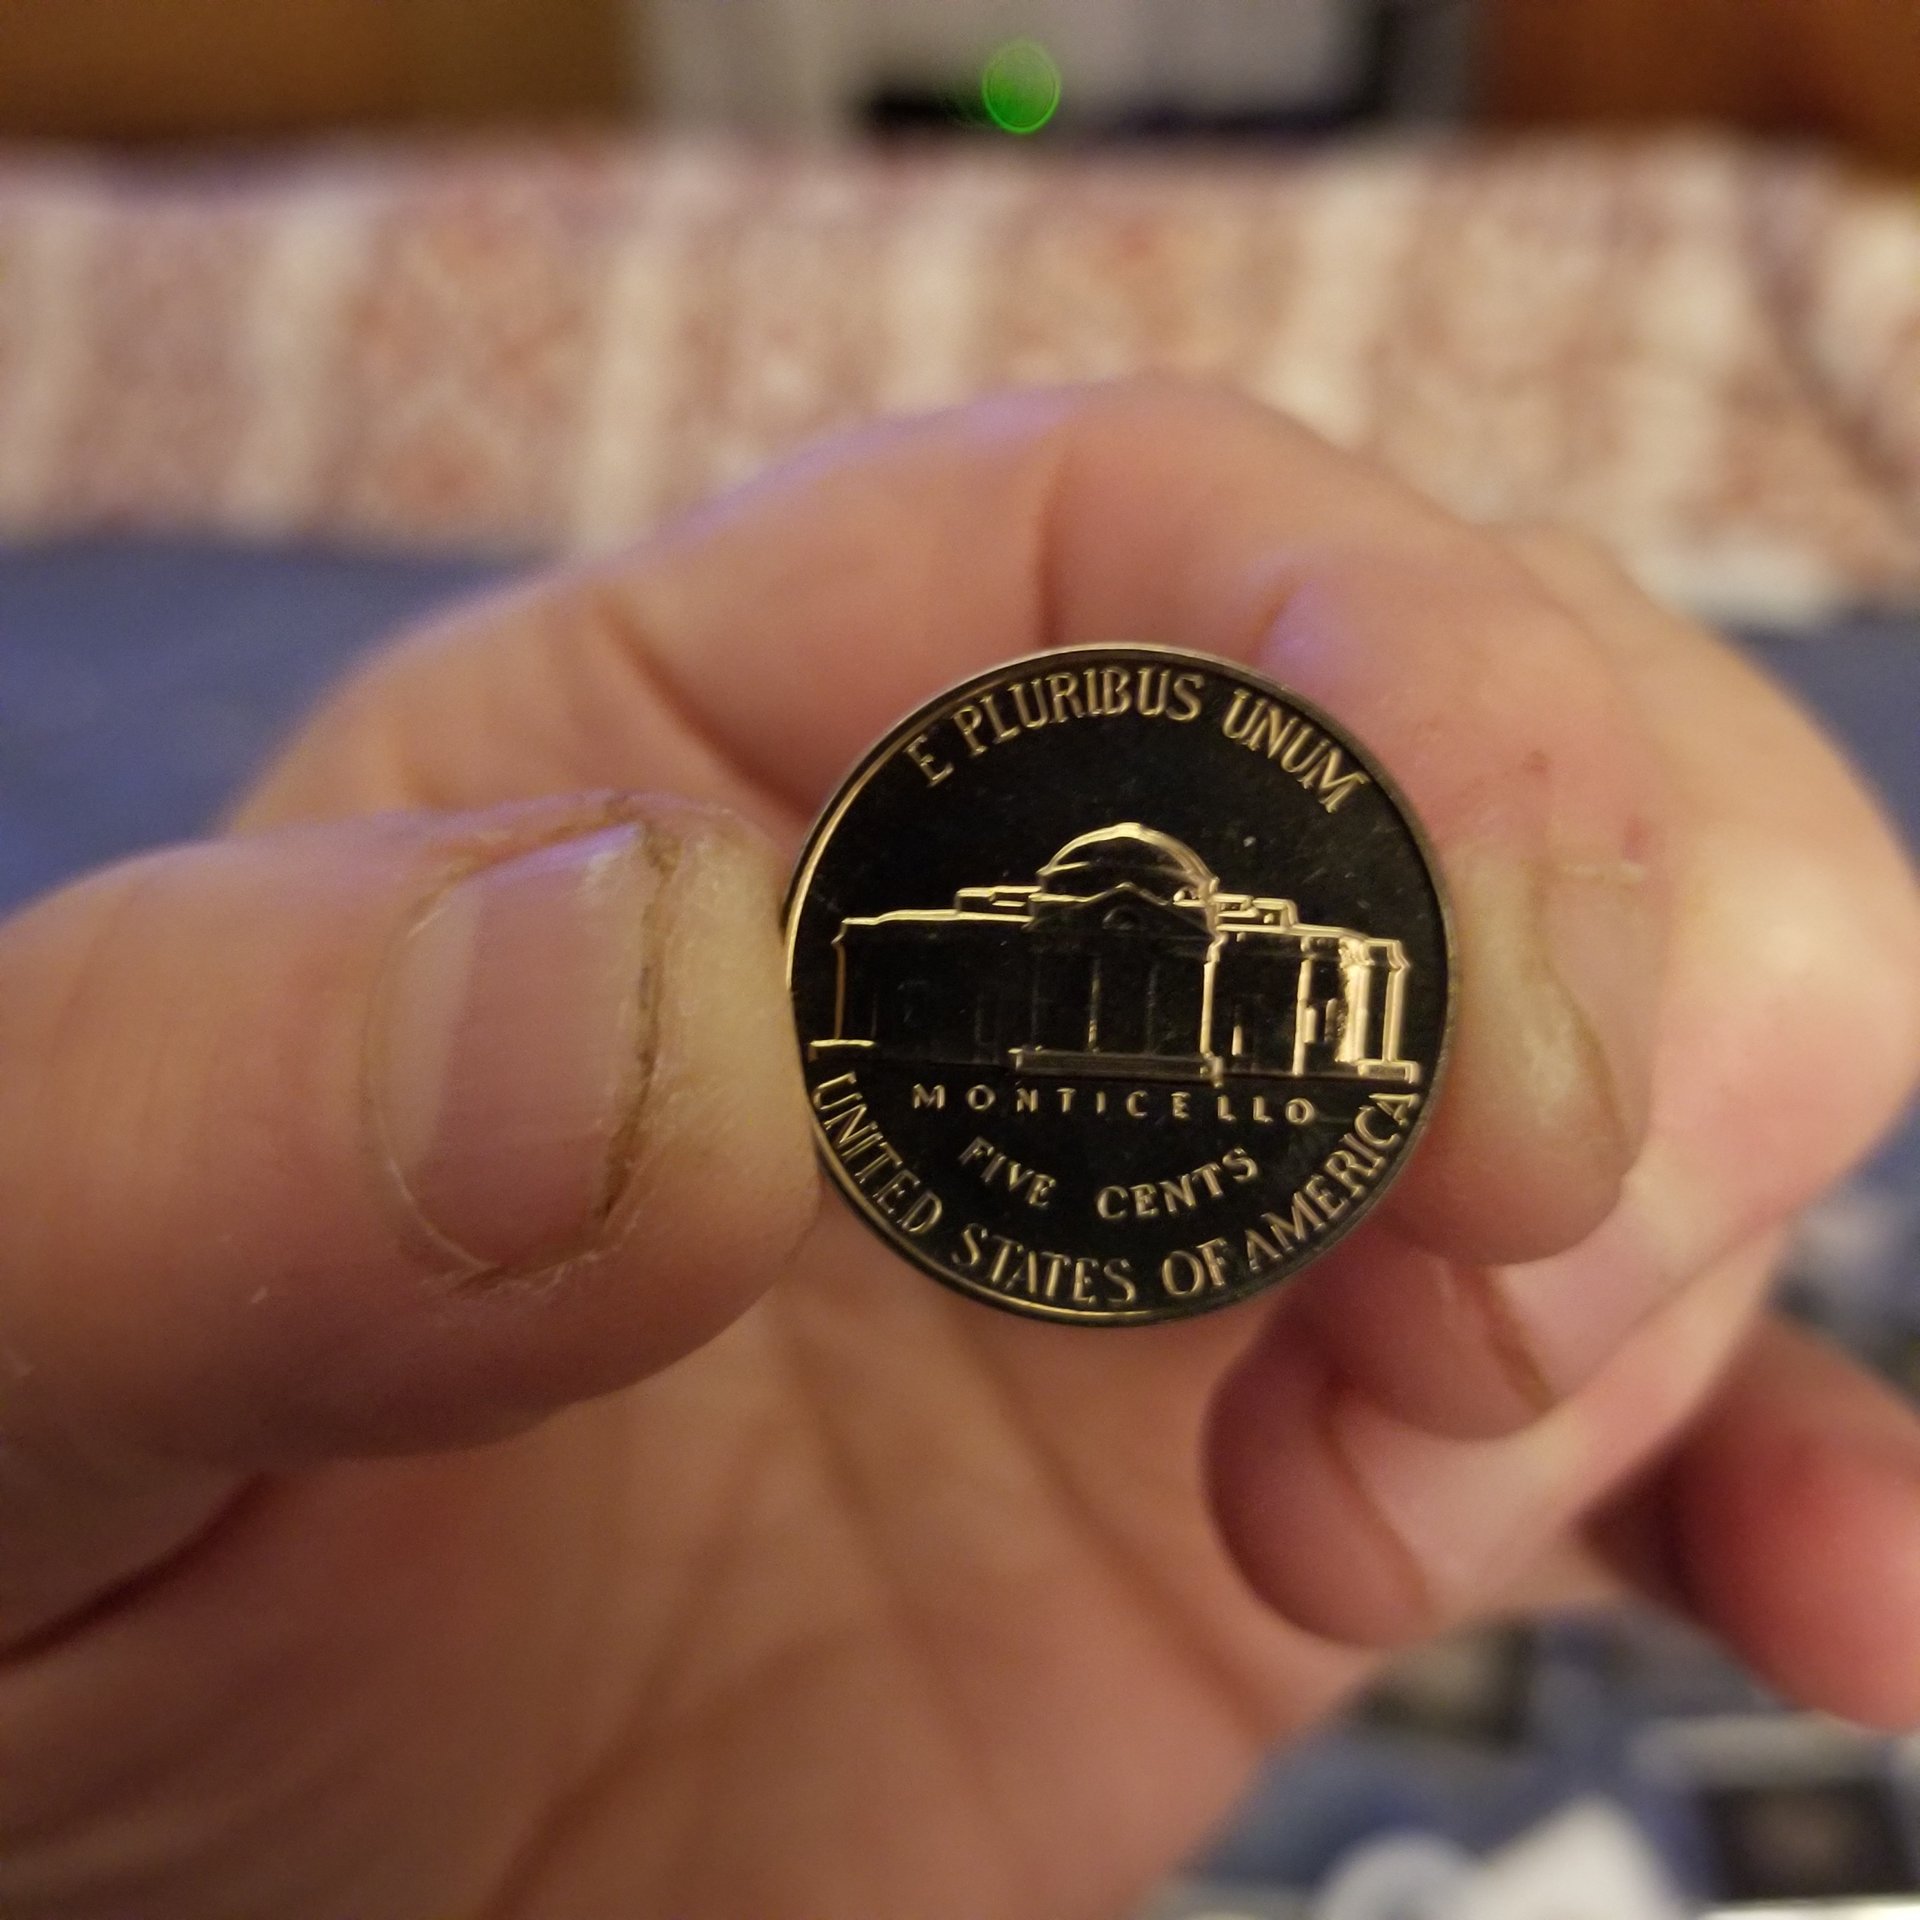 E PLURIBUS UNUM
MONTICELLO
FIVE CENTS
UNITED STATES OF AMERICA